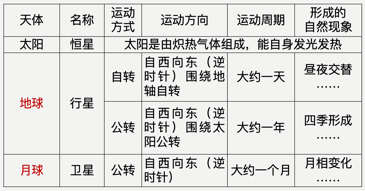 天体 名称 运动方式 运动方向 运动周期 形成的自然现象
太阳 恒星 太阳是由炽热气体组成，能自身发光发热
地球 行星
自转 自西向东（逆时针）围绕地轴自转 大约一天 昼夜交替……
公转 自西向东（逆时针）围绕太阳公转 大约一年 四季形成……
月球 卫星 公转 自西向东（逆时针） 大约一个月 月相变化……